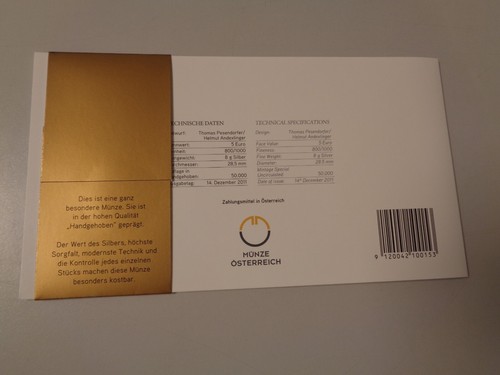 TECHNISCHE DATEN
Entwurf: Thomas Pesendorfer/
Helmut Andexlinger
5 Euro
800/1000
8 g Silber
28.5 mm
50.000
14. Dezember 2011
TECHNICAL SPECIFICATIONS
Design: Thomas Pesendorfer/
Helmut Andexlinger
Face Value: 5 Euro
Fineness: 800/1000
Fine Weight: 8 g Silver
Diameter: 28.5 mm
Mintage Special
Uncirculated: 50,000
Date of Issue: 14th December 2011
Zahlungsmittel in Österreich
MÜNZE
ÖSTERREICH
9 120042 100153
Dies ist eine ganz
besondere Münze. Sie ist
in der hohen Qualität
„Handgehoben" geprägt.
Der Wert des Silbers, höchste
Sorgfalt, modernste Technik und
die Kontrolle jedes einzelnen
Stücks machen diese Münze
besonders kostbar.